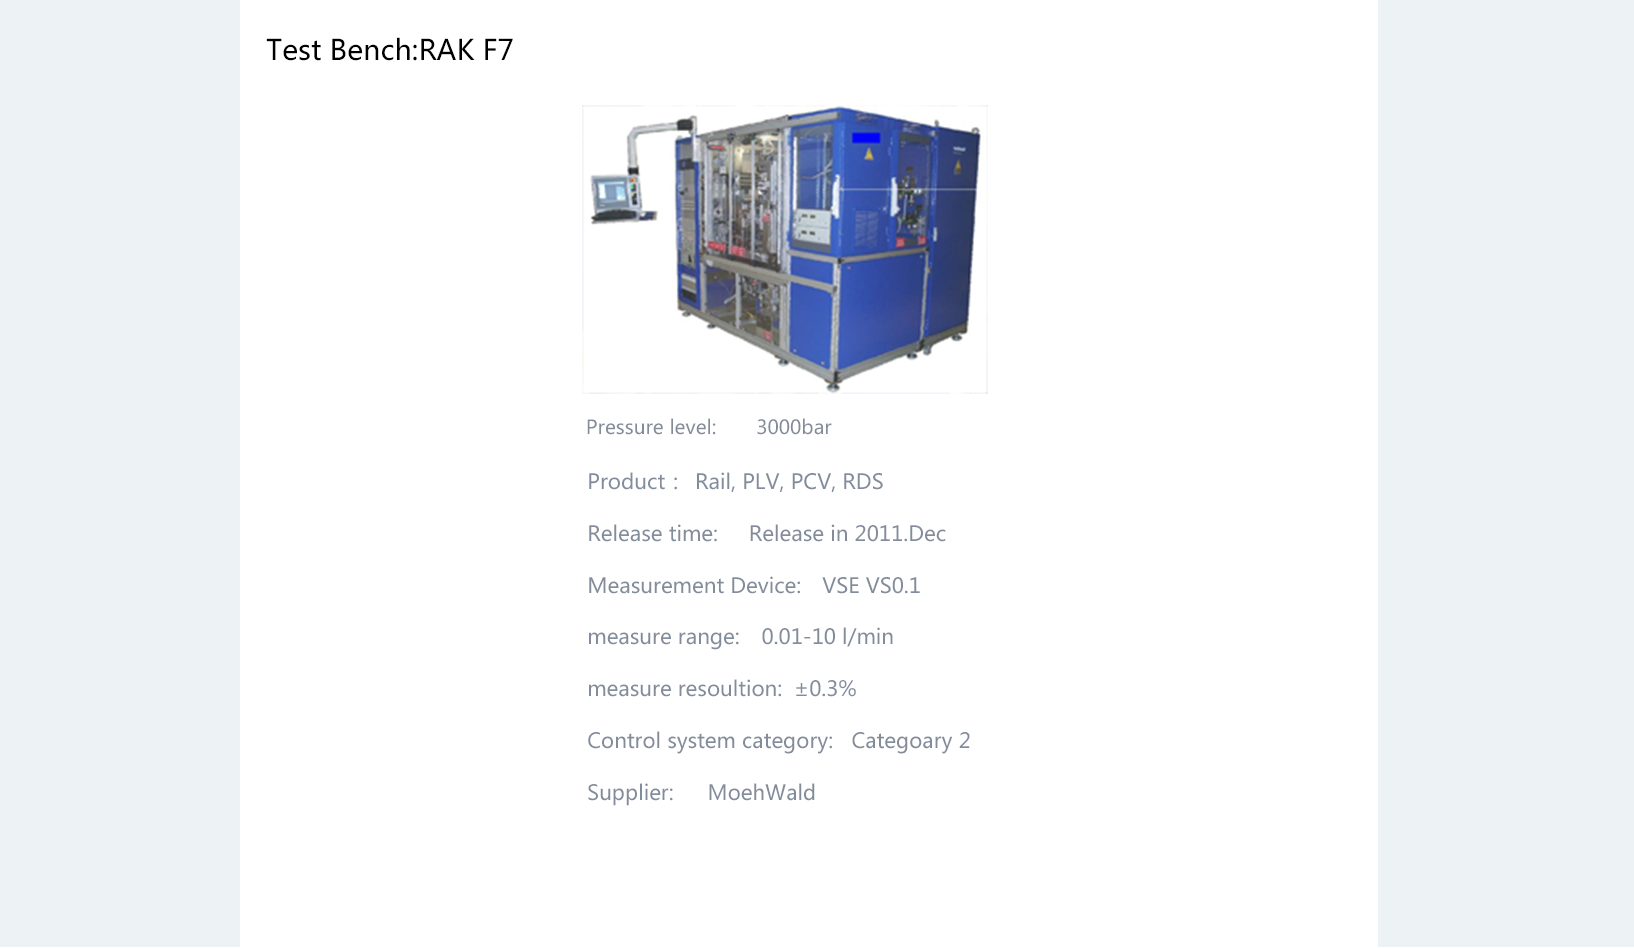 Test Bench:RAK F7
Pressure level: 3000bar
Product : Rail, PLV, PCV, RDS
Release time: Release in 2011.Dec
Measurement Device: VSE VS0.1
measure range: 0.01-10 l/min
measure resoultion: ±0.3%
Control system category: Categoary 2
Supplier: MoehWald